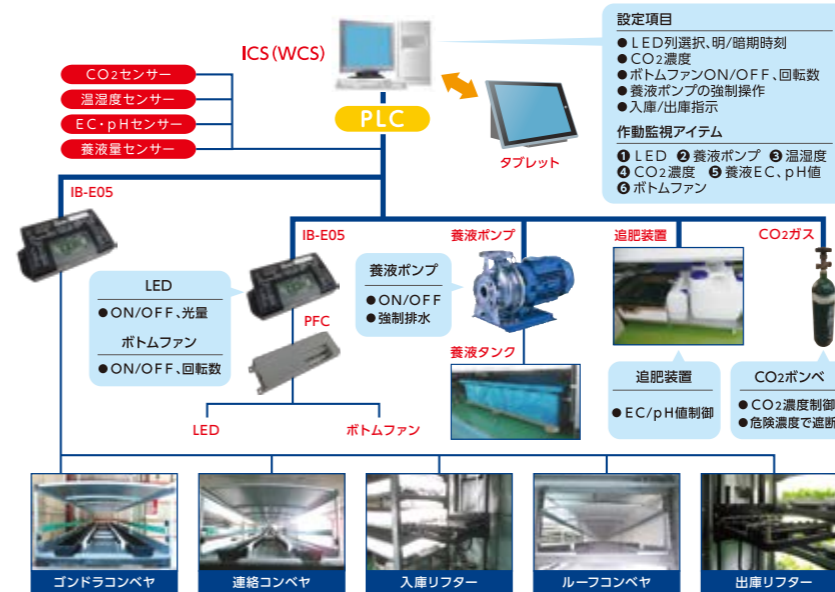 ICS(WCS)
PLC
タブレット
設定項目
●LED列選択、明/暗期時刻
●CO2濃度
●ボトムファンON/OFF、回転数
●養液ポンプの強制操作
●入庫/出庫指示
作動監視アイテム
❶LED ❷養液ポンプ ❸温湿度
❹CO2濃度 ❺養液EC、pH値
❻ボトムファン
CO2センサー
温湿度センサー
EC・pHセンサー
養液量センサー
IB-E05
IB-E05
養液ポンプ
追肥装置
CO2ガス
LED
●ON/OFF、光量
ボトムファン
●ON/OFF、回転数
PFC
養液ポンプ
●ON/OFF
●強制排水
養液タンク
追肥装置
●EC/pH値制御
CO2ボンベ
●CO2濃度制御
●危険濃度で遮断
LED
ボトムファン
ゴンドラコンベヤ
連絡コンベヤ
入庫リフター
ルーフコンベヤ
出庫リフター